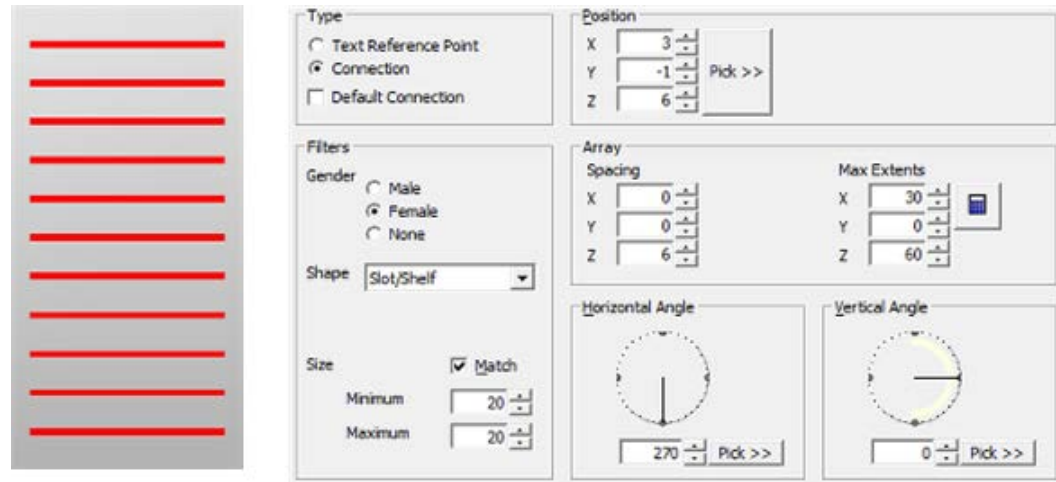 Type
Text Reference Point
Connection
Default Connection
Position
X 3
Y -1
Z 6
Pick >>
Filters
Gender
Male
Female
None
Shape Slot/Shelf
Size Match
Minimum 20
Maximum 20
Array
Spacing
X 0
Y 0
Z 6
Max Extents
X 30
Y 0
Z 60
Horizontal Angle
270 Pick >>
Vertical Angle
0 Pick >>